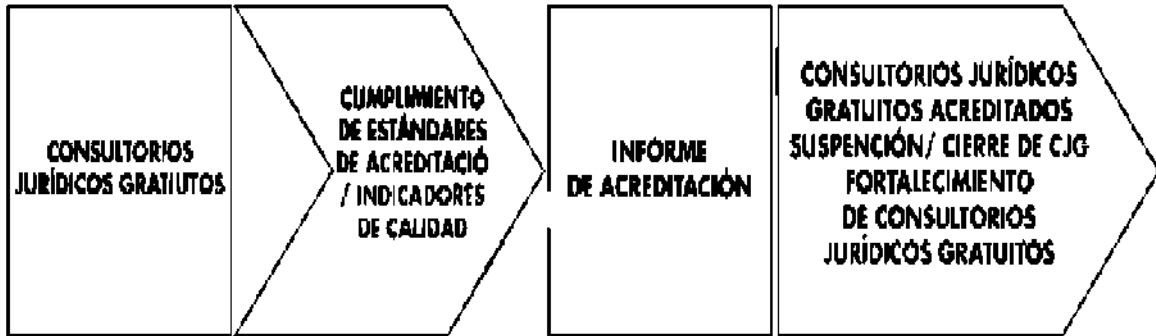 CONSULTORIOS
JURÍDICOS GRATIUTOS
CUMPLIMIENTO
DE ESTÁNDARES
DE ACREDITACIÓ
/ INDICADORES
DE CALIDAD
INFORME
DE ACREDITACIÓN
CONSULTORIOS JURÍDICOS
GRATUITOS ACREDITADOS
SUSPENCIÓN/ CIERRE DE CJG
FORTALECIMIENTO
DE CONSULTORIOS
JURÍDICOS GRATUITOS